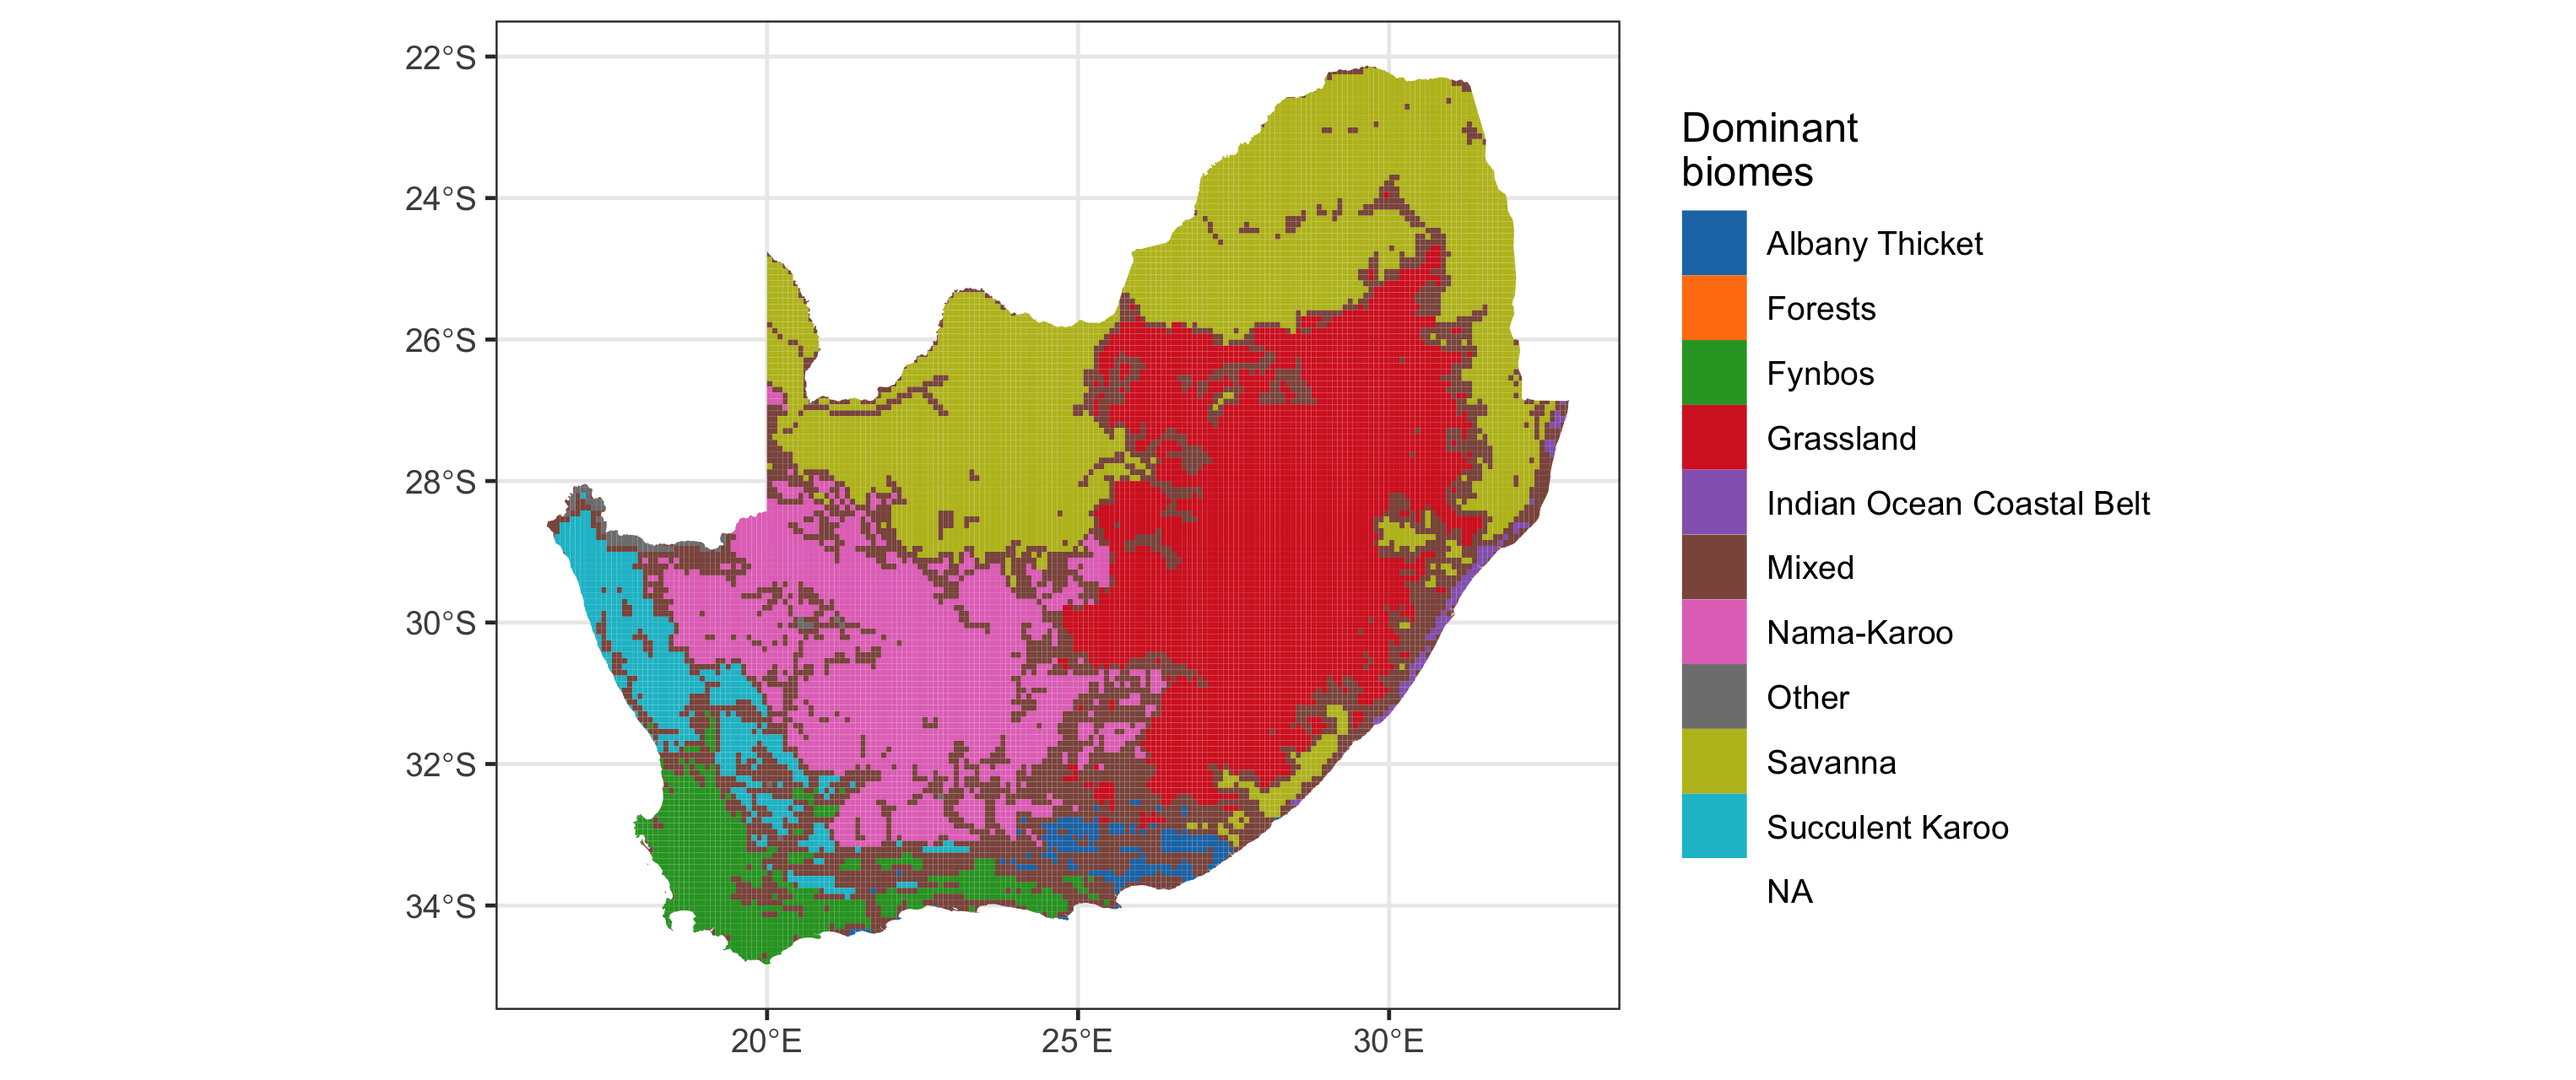 22°S
24°S
26°S
28°S
30°S
32°S
34°S
20°E
25°E
30°E
Dominant
biomes
Albany Thicket
Forests
Fynbos
Grassland
Indian Ocean Coastal Belt
Mixed
Nama-Karoo
Other
Savanna
Succulent Karoo
NA